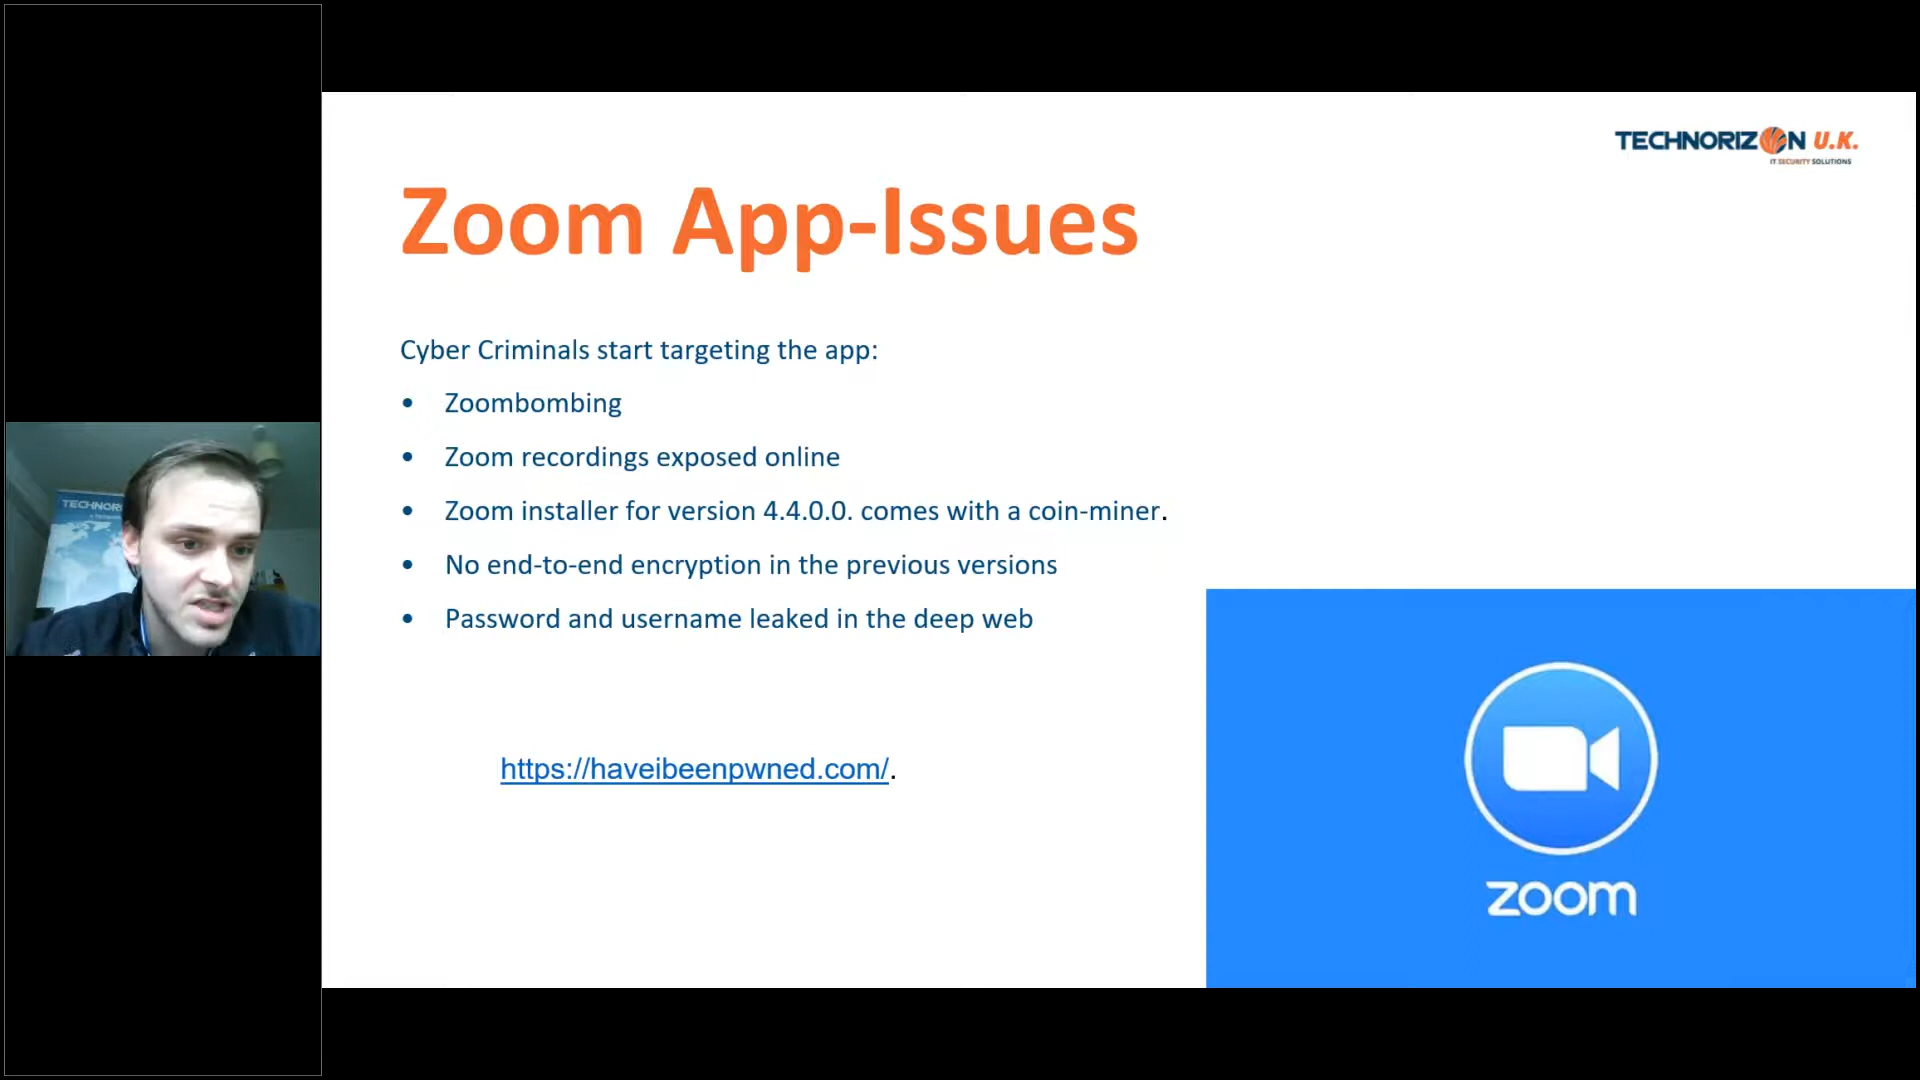 TECHNORIZON U.K.
IT SECURITY SOLUTIONS
Zoom App-Issues
Cyber Criminals start targeting the app:
• Zoombombing
• Zoom recordings exposed online
• Zoom installer for version 4.4.0.0. comes with a coin-miner.
• No end-to-end encryption in the previous versions
• Password and username leaked in the deep web
https://haveibeenpwned.com/.
zoom
TECHNOR